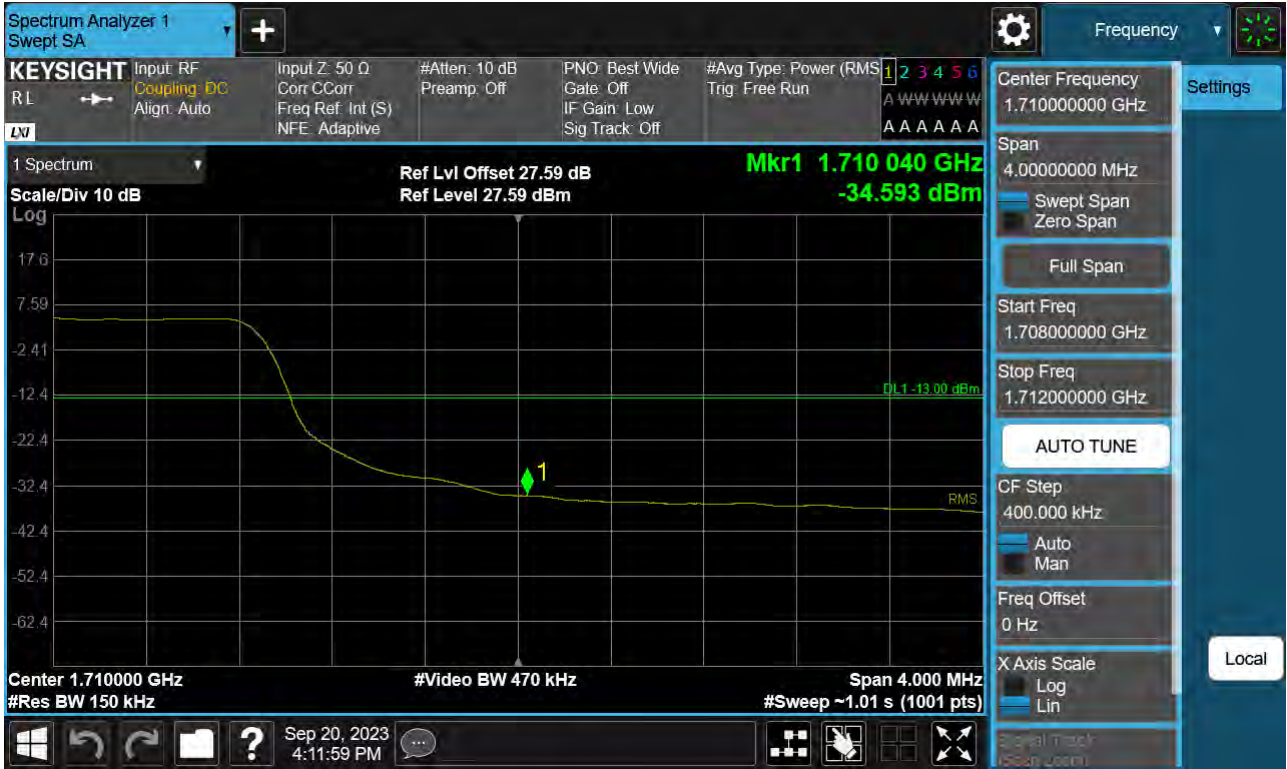 Spectrum Analyzer 1
Swept SA
+
Frequency
KEYSIGHT
RL
LXI
Input: RF
Coupling: DC
Align: Auto
Input Z: 50 Ω
Corr CCorr
Freq Ref: Int (S)
NFE: Adaptive
#Atten: 10 dB
Preamp: Off
PNO: Best Wide
Gate: Off
IF Gain: Low
Sig Track: Off
#Avg Type: Power (RMS
Trig: Free Run
1 2 3 4 5 6
A W W W W W
A A A A A A
1 Spectrum
Scale/Div 10 dB
Log
Ref Lvl Offset 27.59 dB
Ref Level 27.59 dBm
Mkr1 1.710 040 GHz
-34.593 dBm
17.6
7.59
-2.41
-12.4
-22.4
-32.4
-42.4
-52.4
-62.4
DL1 -13.00 dBm
1
RMS
Center 1.710000 GHz
#Res BW 150 kHz
#Video BW 470 kHz
Span 4.000 MHz
#Sweep ~1.01 s (1001 pts)
Center Frequency
1.710000000 GHz
Settings
Span
4.00000000 MHz
Swept Span
Zero Span
Full Span
Start Freq
1.708000000 GHz
Stop Freq
1.712000000 GHz
AUTO TUNE
CF Step
400.000 kHz
Auto
Man
Freq Offset
0 Hz
X Axis Scale
Log
Lin
Local
Signal Track
(Span Zoom)
?
Sep 20, 2023
4:11:59 PM